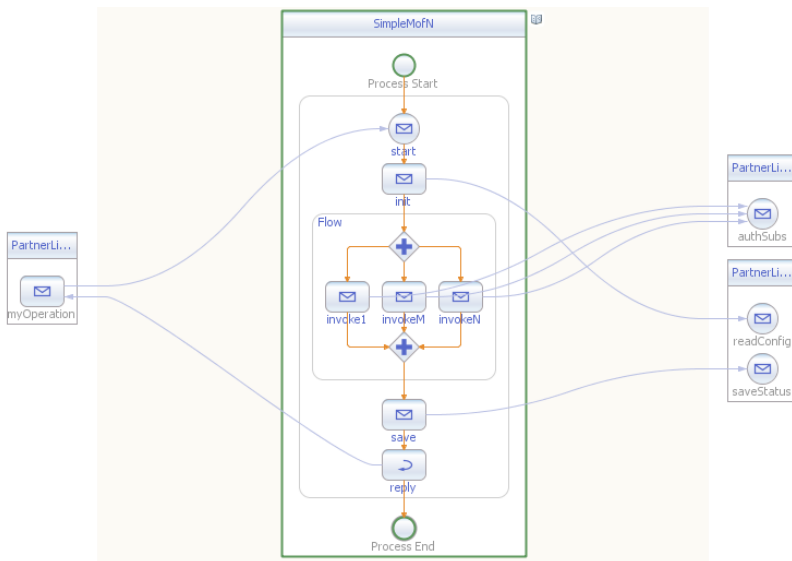 SimpleMofN
Process Start
start
init
Flow
invoke1
invokeM
invokeN
save
reply
Process End
PartnerLi...
myOperation
PartnerLi...
authSubs
PartnerLi...
readConfig
saveStatus